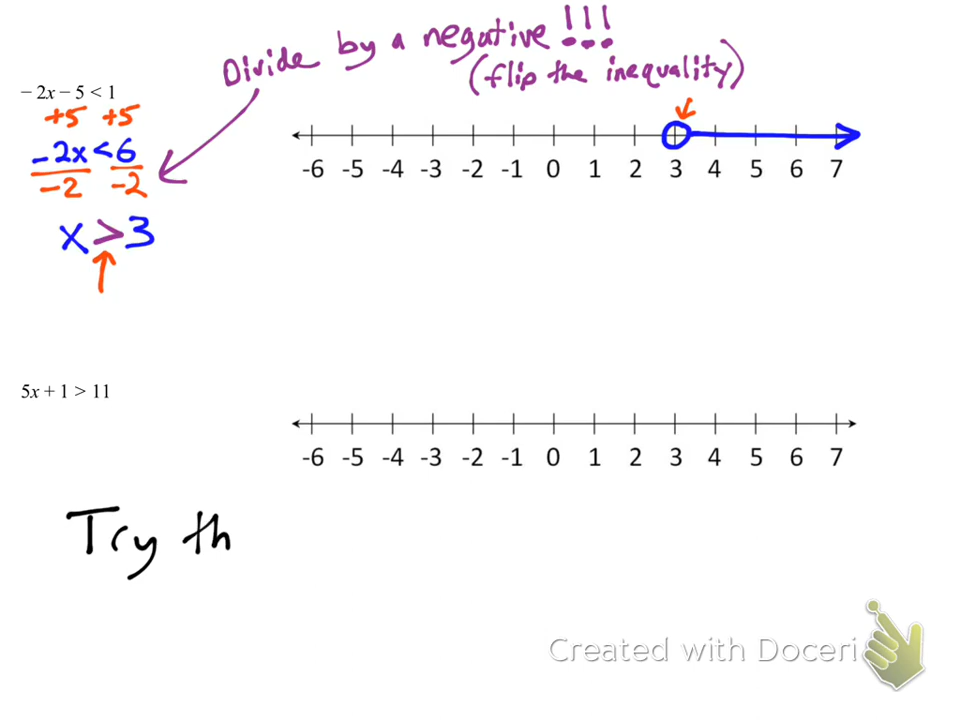 Divide by a negative !!!
(flip the inequality)
− 2x − 5 < 1
+5 +5
-2x < 6
-2 -2
x > 3
-6 -5 -4 -3 -2 -1 0 1 2 3 4 5 6 7
5x + 1 > 11
-6 -5 -4 -3 -2 -1 0 1 2 3 4 5 6 7
Try th
Created with Doceri